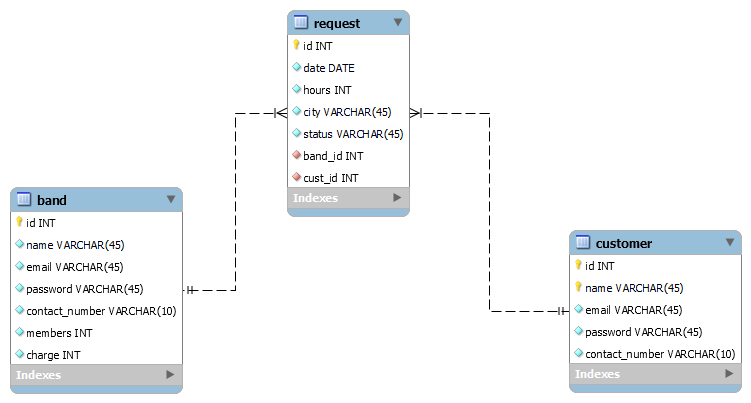 request
id INT
date DATE
hours INT
city VARCHAR(45)
status VARCHAR(45)
band_id INT
cust_id INT
Indexes
band
id INT
name VARCHAR(45)
email VARCHAR(45)
password VARCHAR(45)
contact_number VARCHAR(10)
members INT
charge INT
Indexes
customer
id INT
name VARCHAR(45)
email VARCHAR(45)
password VARCHAR(45)
contact_number VARCHAR(10)
Indexes